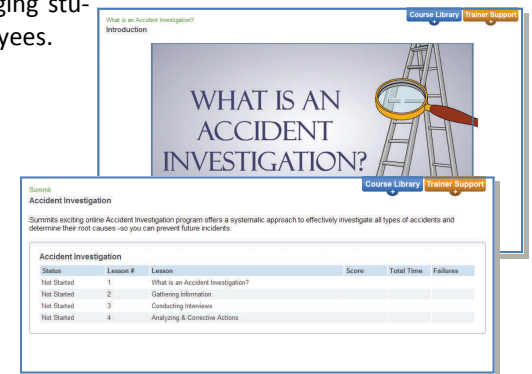 ging stu-
yees.
What is an Accident Investigation?
Introduction
Course Library
+
Trainer Support
+
WHAT IS AN
ACCIDENT
INVESTIGATION?
Summit
Accident Investigation
Course Library
+
Trainer Support
+
Summits exciting online Accident Investigation program offers a systematic approach to effectively investigate all types of accidents and
determine their root causes -so you can prevent future incidents.
Accident Investigation
Status Lesson # Lesson Score Total Time Failures
Not Started 1 What is an Accident Investigation?
Not Started 2 Gathering Information
Not Started 3 Conducting Interviews
Not Started 4 Analyzing & Corrective Actions